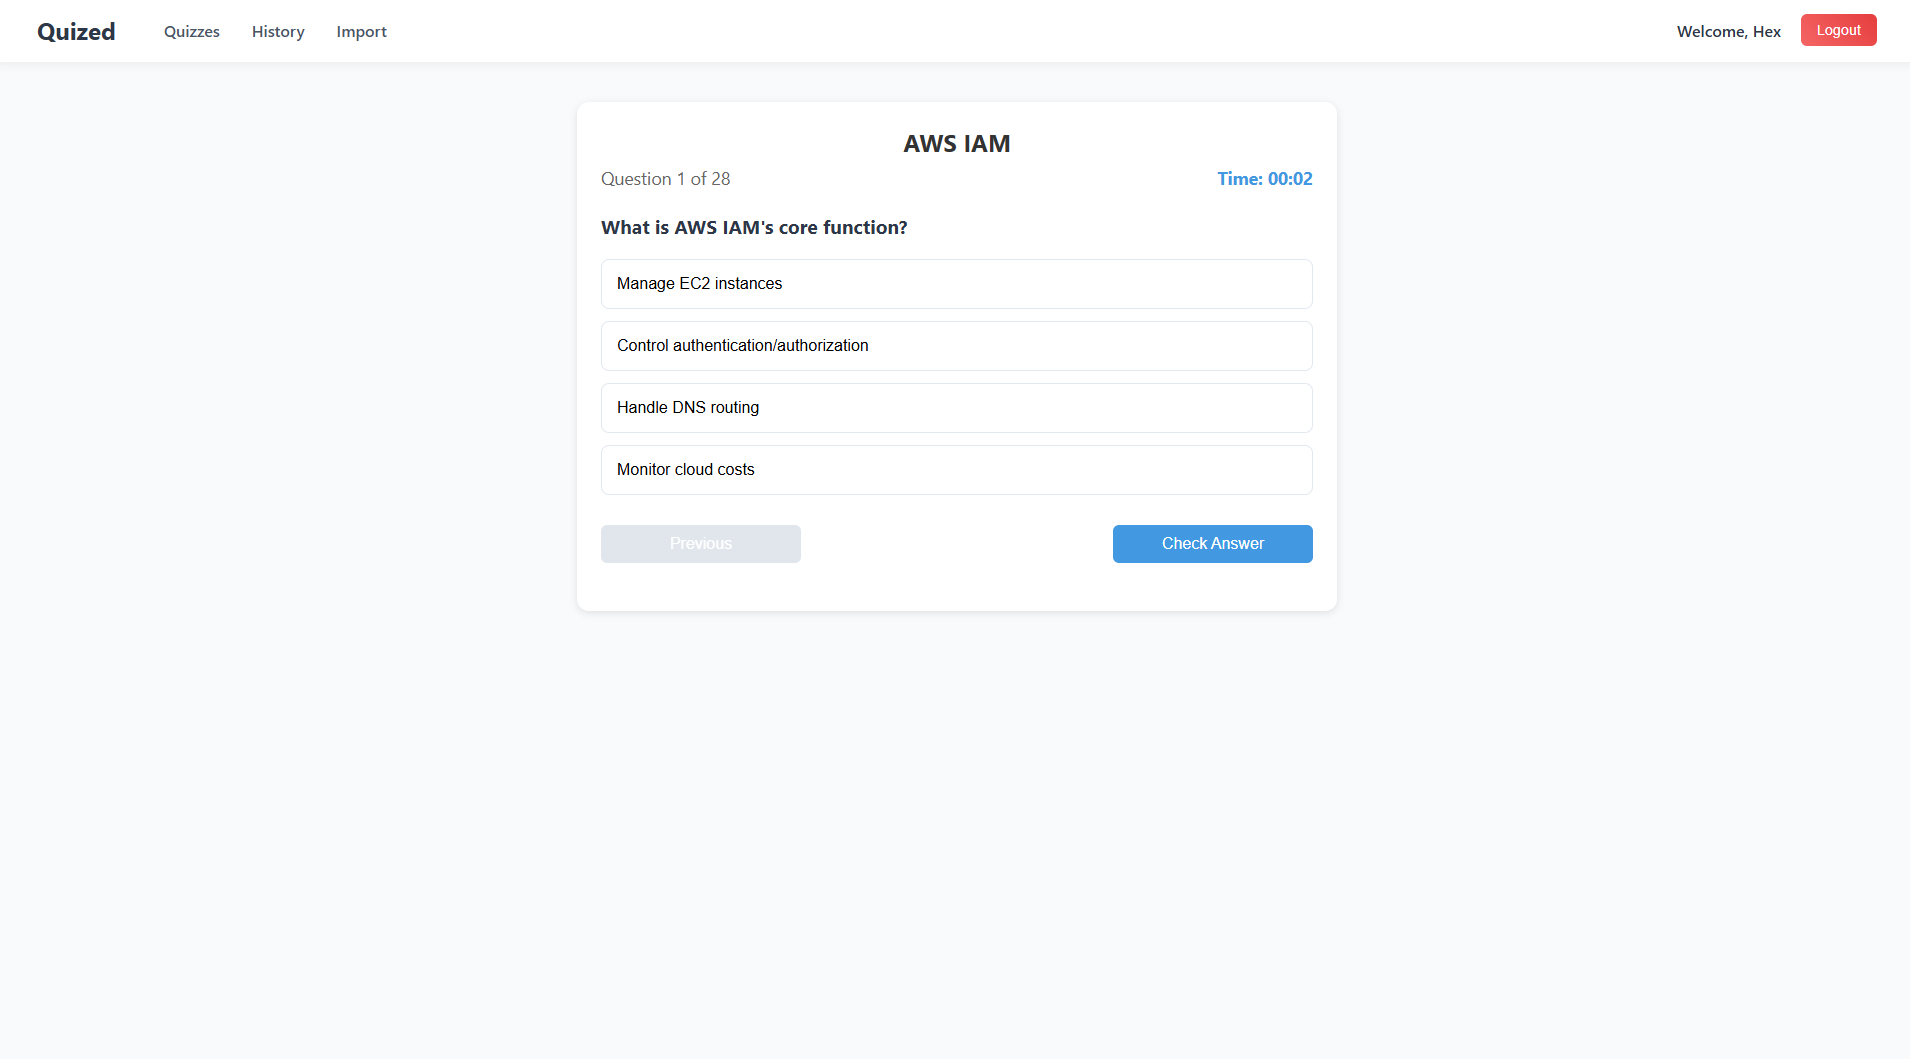 Quized Quizzes History Import Welcome, Hex Logout
AWS IAM
Question 1 of 28 Time: 00:02
What is AWS IAM's core function?
Manage EC2 instances
Control authentication/authorization
Handle DNS routing
Monitor cloud costs
Previous Check Answer